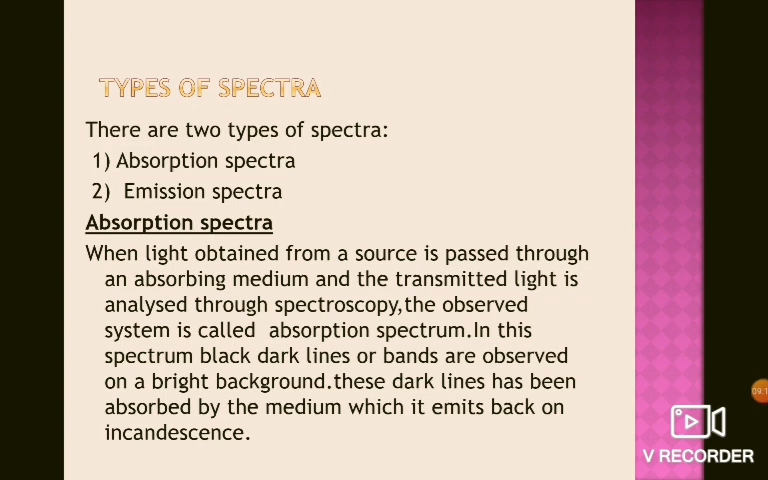 TYPES OF SPECTRA
There are two types of spectra:
1) Absorption spectra
2) Emission spectra
Absorption spectra
When light obtained from a source is passed through
an absorbing medium and the transmitted light is
analysed through spectroscopy,the observed
system is called absorption spectrum.In this
spectrum black dark lines or bands are observed
on a bright background.these dark lines has been
absorbed by the medium which it emits back on
incandescence.
V RECORDER